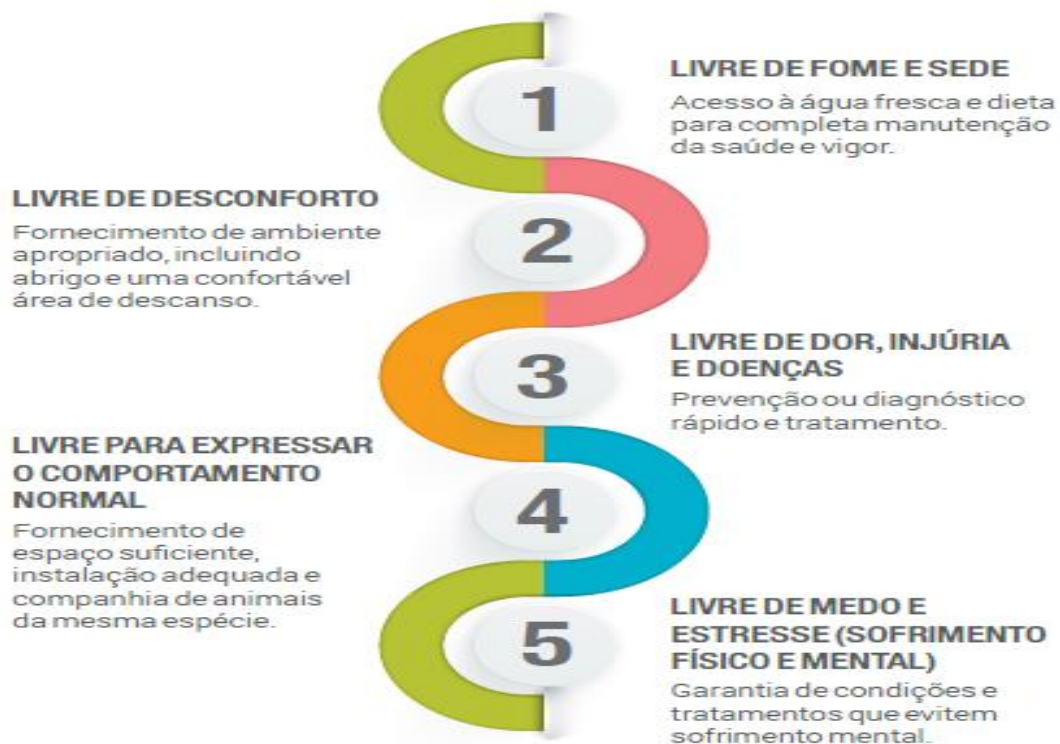 1
LIVRE DE FOME E SEDE
Acesso à água fresca e dieta
para completa manutenção
da saúde e vigor.
2
LIVRE DE DESCONFORTO
Fornecimento de ambiente
apropriado, incluindo
abrigo e uma confortável
área de descanso.
3
LIVRE DE DOR, INJÚRIA
E DOENÇAS
Prevenção ou diagnóstico
rápido e tratamento.
4
LIVRE PARA EXPRESSAR
O COMPORTAMENTO
NORMAL
Fornecimento de
espaço suficiente,
instalação adequada e
companhia de animais
da mesma espécie.
5
LIVRE DE MEDO E
ESTRESSE (SOFRIMENTO
FÍSICO E MENTAL)
Garantia de condições e
tratamentos que evitem
sofrimento mental.